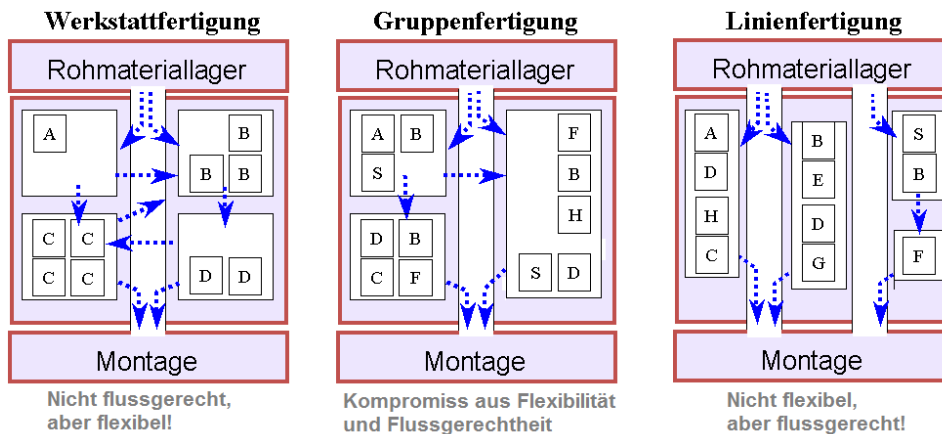 Werkstattfertigung
Rohmateriallager
A
B
B B
C C
C C
D D
Montage
Nicht flussgerecht,
aber flexibel!
Gruppenfertigung
Rohmateriallager
A B
S
F
B
H
D B
C F
S D
Montage
Kompromiss aus Flexibilität
und Flussgerechtheit
Linienfertigung
Rohmateriallager
A
D
H
C
B
E
D
G
S
B
F
Montage
Nicht flexibel,
aber flussgerecht!